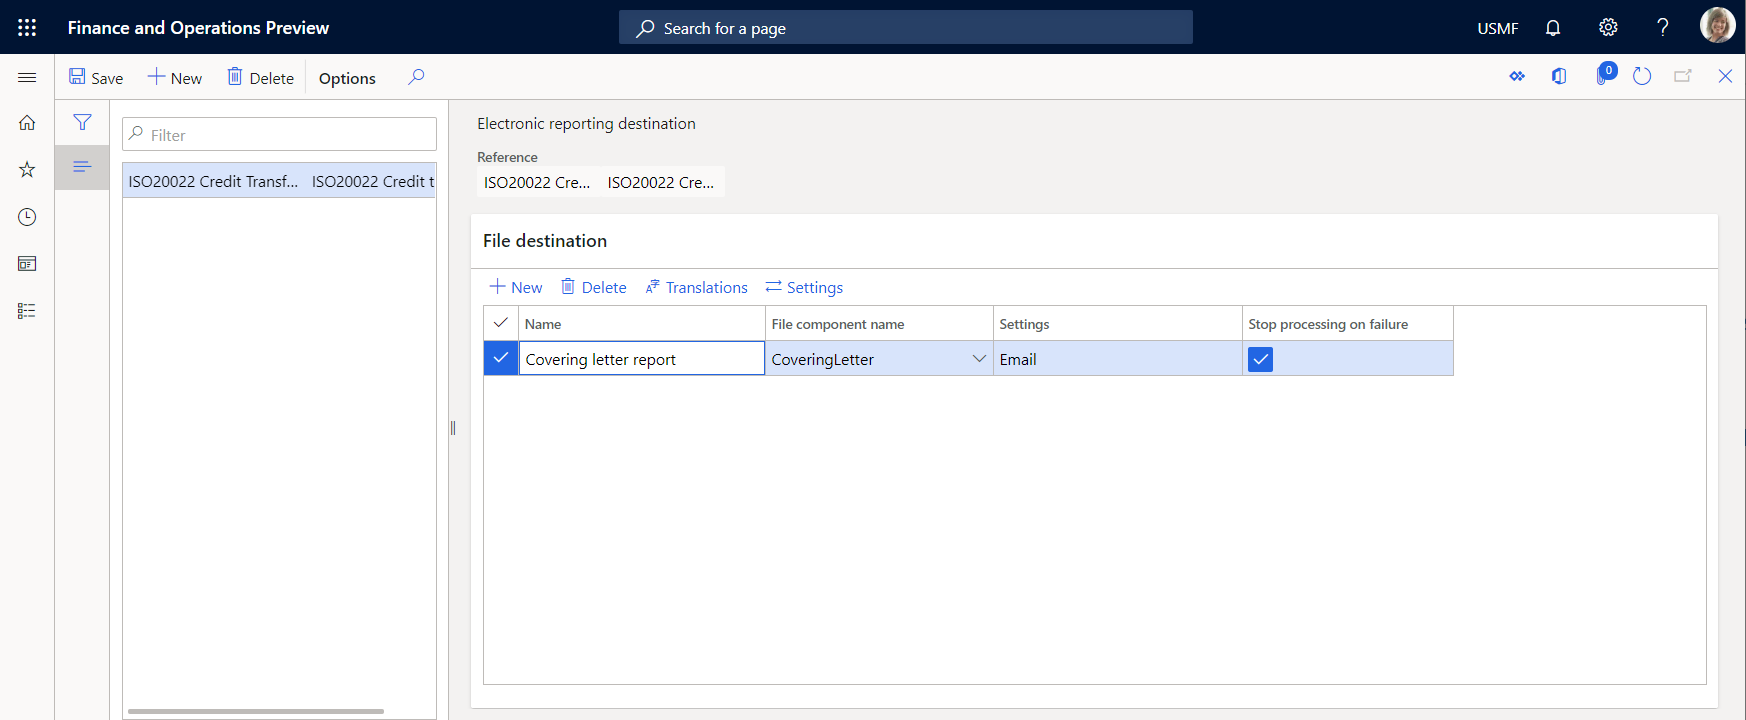 Finance and Operations Preview
Search for a page
USMF
?
Save
New
Delete
Options
0
Filter
ISO20022 Credit Transf... ISO20022 Credit t
Electronic reporting destination
Reference
ISO20022 Cre... ISO20022 Cre...
File destination
New
Delete
Translations
Settings
Name File component name Settings Stop processing on failure
Covering letter report CoveringLetter Email